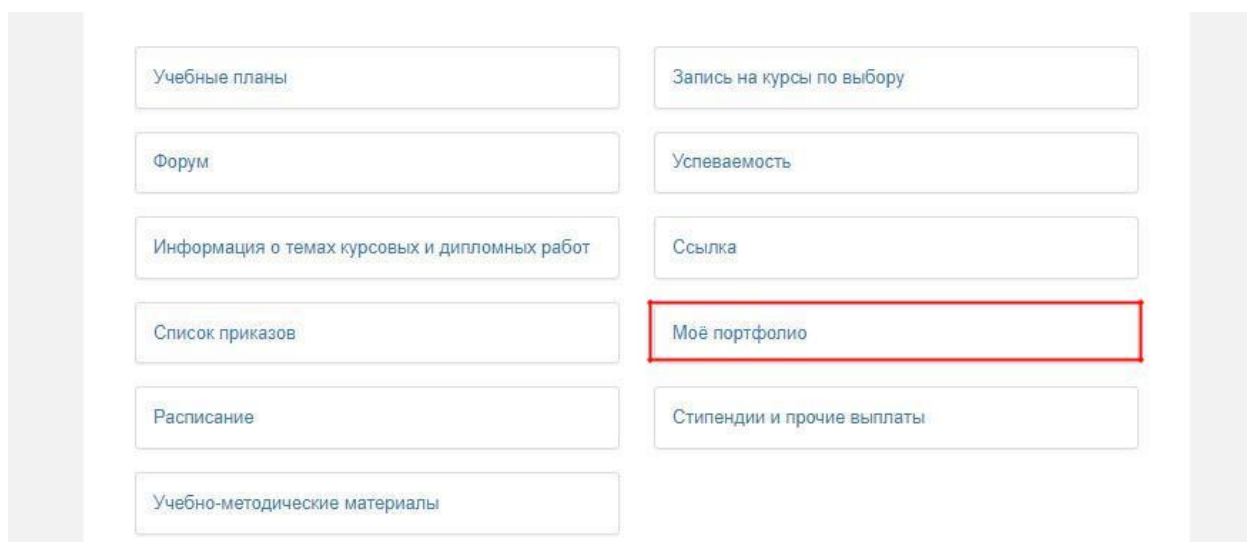 Учебные планы
Запись на курсы по выбору
Форум
Успеваемость
Информация о темах курсовых и дипломных работ
Ссылка
Список приказов
Моё портфолио
Расписание
Стипендии и прочие выплаты
Учебно-методические материалы